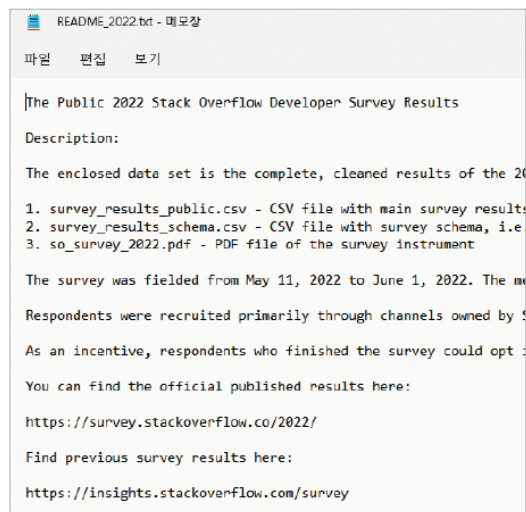 README_2022.txt - 메모장
파일 편집 보기
The Public 2022 Stack Overflow Developer Survey Results
Description:
The enclosed data set is the complete, cleaned results of the
1. survey_results_public.csv - CSV file with main survey results
2. survey_results_schema.csv - CSV file with survey schema, i.e.
3. so_survey_2022.pdf - PDF file of the survey instrument
The survey was fielded from May 11, 2022 to June 1, 2022. The
Respondents were recruited primarily through channels owned by
As an incentive, respondents who finished the survey could opt
You can find the official published results here:
https://survey.stackoverflow.co/2022/
Find previous survey results here:
https://insights.stackoverflow.com/survey